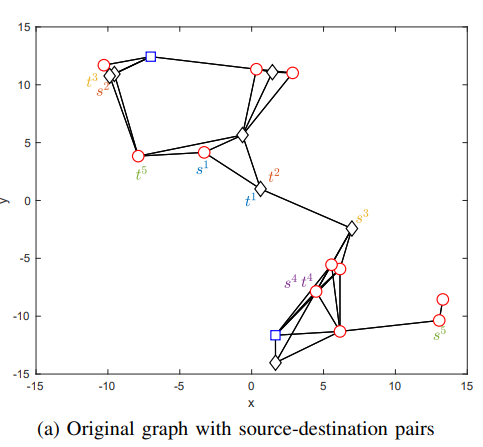 15
10
5
0
-5
-10
-15
y
-15 -10 -5 0 5 10 15
x
t³
s²
t⁵
s¹
t²
t¹
s³
s⁴ t⁴
s⁵
(a) Original graph with source-destination pairs